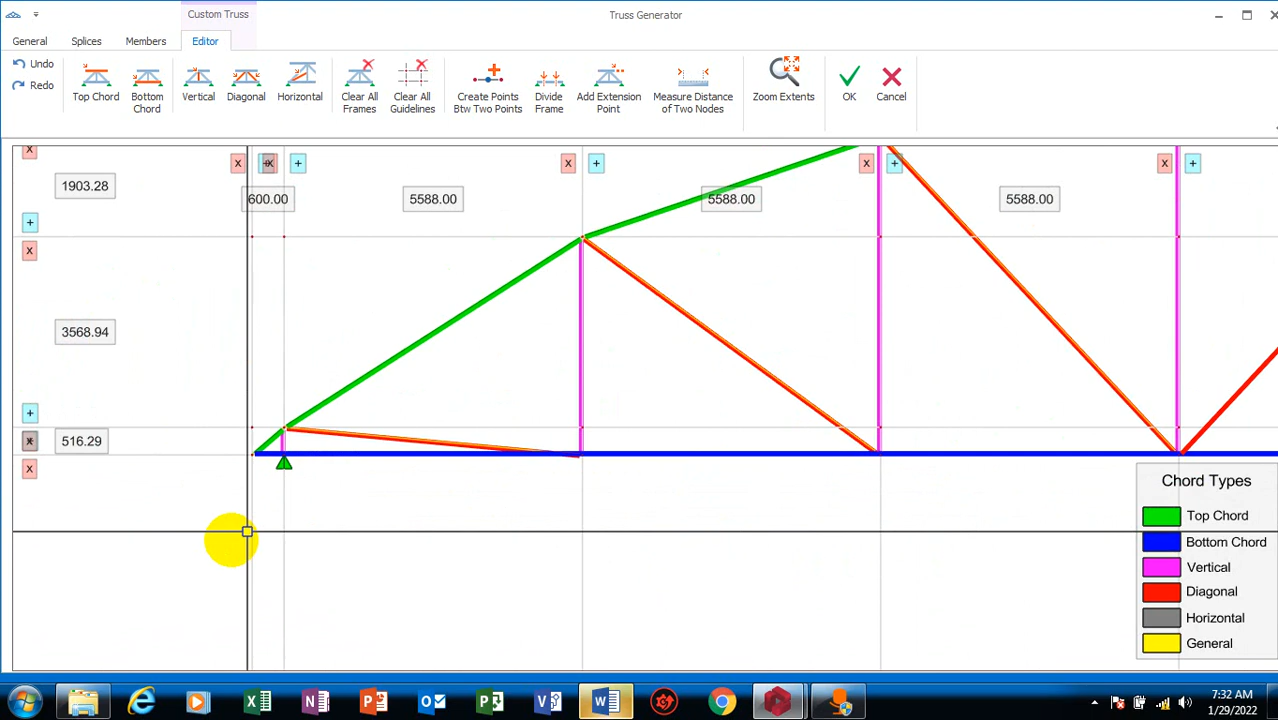 Custom Truss
Truss Generator
General
Splices
Members
Editor
Undo
Redo
Top Chord
Bottom
Chord
Vertical
Diagonal
Horizontal
Clear All
Frames
Clear All
Guidelines
Create Points
Btw Two Points
Divide
Frame
Add Extension
Point
Measure Distance
of Two Nodes
Zoom Extents
OK
Cancel
x
x
x
+
x
+
x
+
x
+
1903.28
600.00
5588.00
5588.00
5588.00
+
x
3568.94
+
x
516.29
x
Chord Types
Top Chord
Bottom Chord
Vertical
Diagonal
Horizontal
General
7:32 AM
1/29/2022